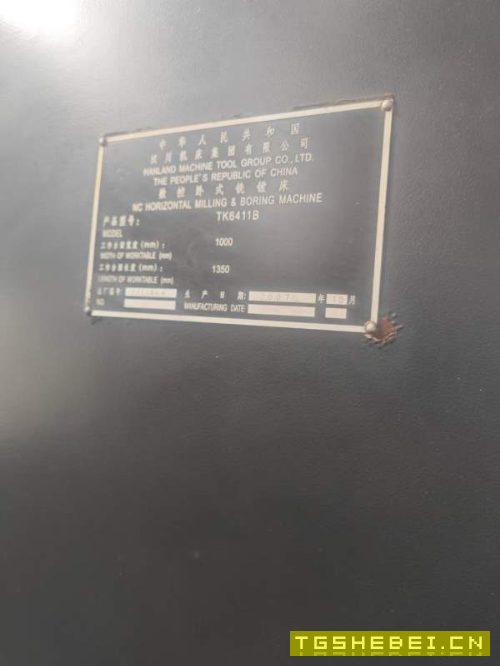 中华人民共和国
汉川机床集团有限公司
HANLAND MACHINE TOOL GROUP CO.,LTD.
THE PEOPLE'S REPUBLIC OF CHINA
数控卧式铣镗床
NC HORIZONTAL MILLING & BORING MACHINE
产品型号: TK6411B
MODEL
工作台面宽度(mm): 1000
WIDTH OF WORKTABLE (mm)
工作台面长度(mm): 1350
LENGTH OF WORKTABLE (mm)
出厂编号 生产日期: 年 月
NO. MANUFACTURING DATE
TGSHEBEI.CN